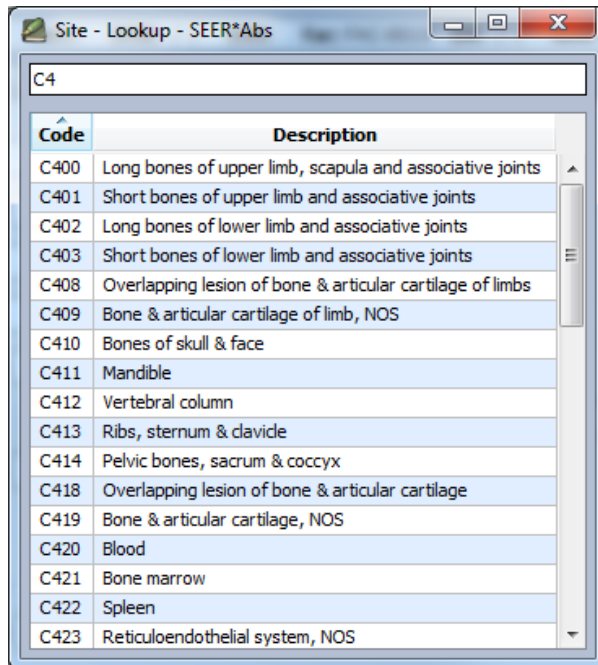 Site - Lookup - SEER*Abs
C4
Code Description
C400 Long bones of upper limb, scapula and associative joints
C401 Short bones of upper limb and associative joints
C402 Long bones of lower limb and associative joints
C403 Short bones of lower limb and associative joints
C408 Overlapping lesion of bone & articular cartilage of limbs
C409 Bone & articular cartilage of limb, NOS
C410 Bones of skull & face
C411 Mandible
C412 Vertebral column
C413 Ribs, sternum & clavicle
C414 Pelvic bones, sacrum & coccyx
C418 Overlapping lesion of bone & articular cartilage
C419 Bone & articular cartilage, NOS
C420 Blood
C421 Bone marrow
C422 Spleen
C423 Reticuloendothelial system, NOS